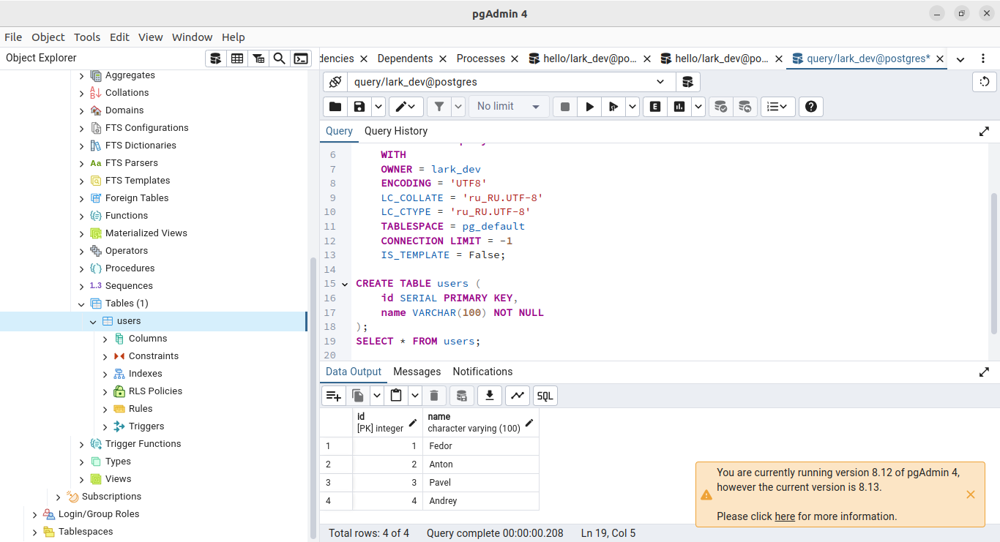 pgAdmin 4
File Object Tools Edit View Window Help
Object Explorer
dencies Dependents Processes hello/lark_dev@po... hello/lark_dev@po... query/lark_dev@postgres*
Aggregates
Collations
Domains
FTS Configurations
FTS Dictionaries
Aa FTS Parsers
FTS Templates
Foreign Tables
Functions
Materialized Views
Operators
Procedures
1.3 Sequences
Tables (1)
users
Columns
Constraints
Indexes
RLS Policies
Rules
Triggers
Trigger Functions
Types
Views
Subscriptions
Login/Group Roles
Tablespaces
query/lark_dev@postgres
No limit E
Query Query History
6 WITH
7 OWNER = lark_dev
8 ENCODING = 'UTF8'
9 LC_COLLATE = 'ru_RU.UTF-8'
10 LC_CTYPE = 'ru_RU.UTF-8'
11 TABLESPACE = pg_default
12 CONNECTION LIMIT = -1
13 IS_TEMPLATE = False;
14
15 CREATE TABLE users (
16 id SERIAL PRIMARY KEY,
17 name VARCHAR(100) NOT NULL
18 );
19 SELECT * FROM users;
20
Data Output Messages Notifications
SQL
id name
[PK] integer character varying (100)
1 1 Fedor
2 2 Anton
3 3 Pavel
4 4 Andrey
You are currently running version 8.12 of pgAdmin 4,
however the current version is 8.13.
Please click here for more information.
Total rows: 4 of 4 Query complete 00:00:00.208 Ln 19, Col 5